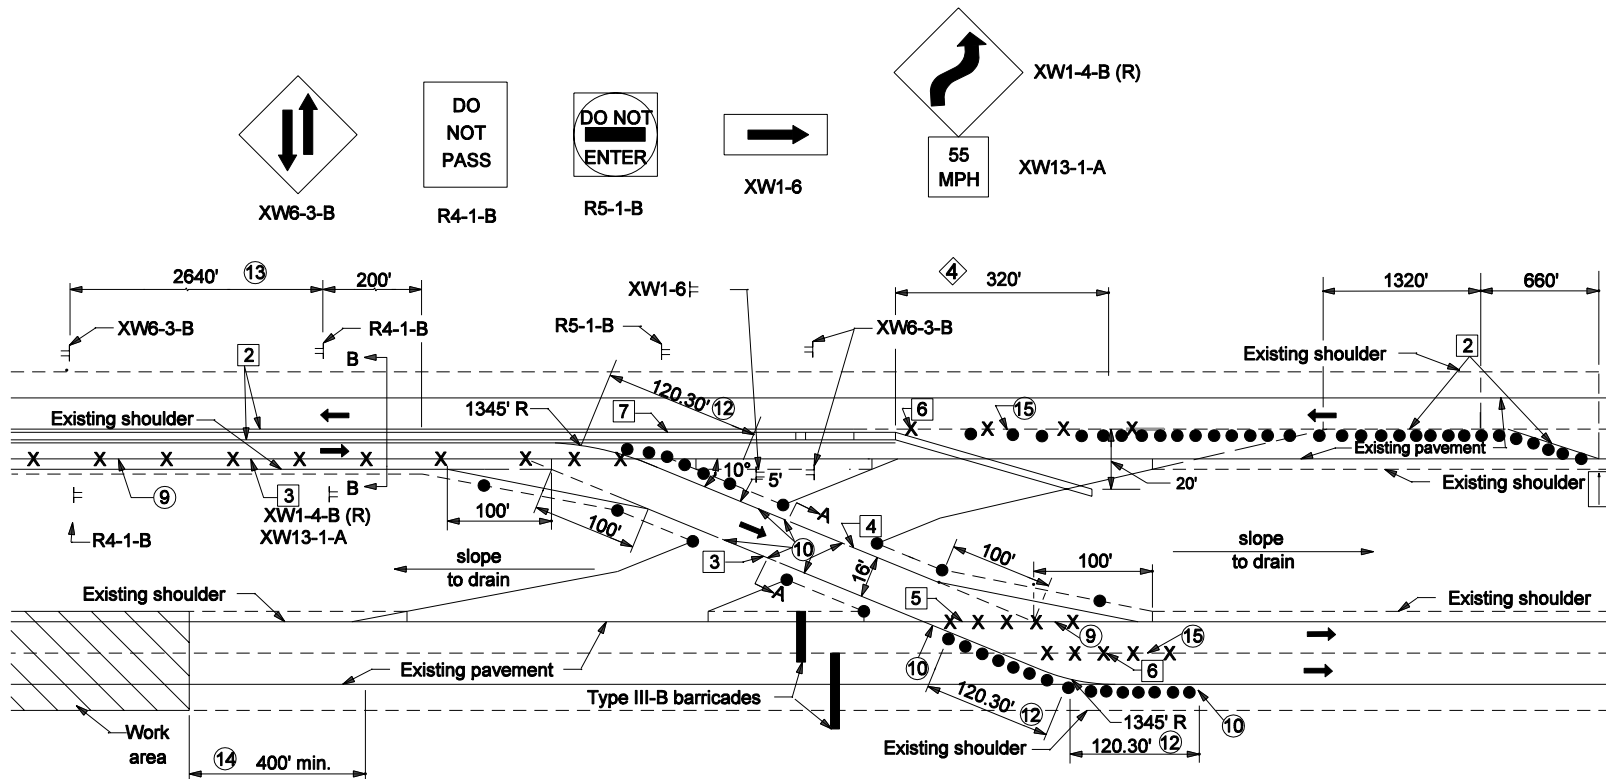 XW1-4-B (R)
DO
NOT
PASS
DO NOT
ENTER
55
MPH
XW13-1-A
XW6-3-B
R4-1-B
R5-1-B
XW1-6
2640' 13
200'
XW1-6
4
320'
1320'
660'
XW6-3-B
R4-1-B
R5-1-B
XW6-3-B
2
B
Existing shoulder
2
120.30' 12
1345' R
7
6
15
Existing shoulder
X X X X X X X X X X
X X X
10°
5'
Existing pavement
9
3
B
XW1-4-B (R)
XW13-1-A
R4-1-B
100'
100'
20'
Existing shoulder
A
4
10
3
slope
to drain
100'
100'
slope
to drain
16'
A
Existing shoulder
5
Existing shoulder
X X X X X
9
15
X X X X X
6
10
Existing pavement
Type III-B barricades
120.30' 12
10
1345' R
Work
area
Existing shoulder
120.30' 12
14 400' min.